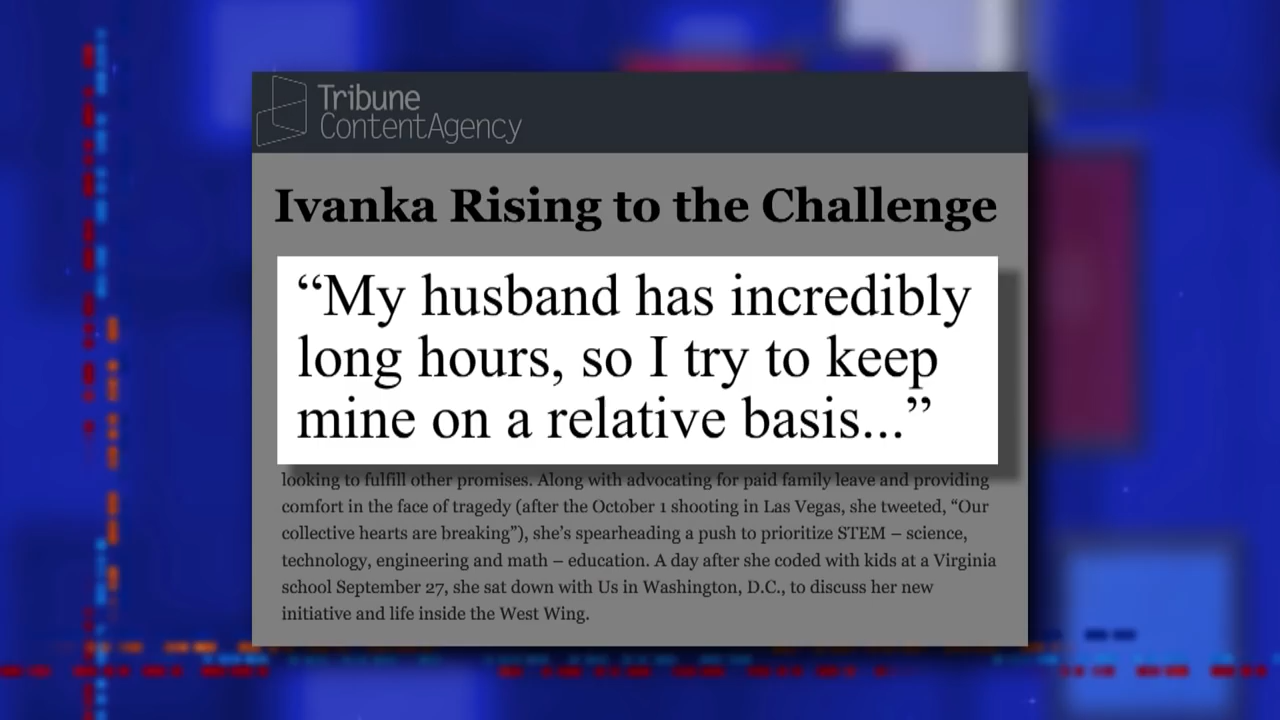 Tribune
ContentAgency
Ivanka Rising to the Challenge
“My husband has incredibly
long hours, so I try to keep
mine on a relative basis...”
looking to fulfill other promises. Along with advocating for paid family leave and providing
comfort in the face of tragedy (after the October 1 shooting in Las Vegas, she tweeted, “Our
collective hearts are breaking”), she’s spearheading a push to prioritize STEM – science,
technology, engineering and math – education. A day after she coded with kids at a Virginia
school September 27, she sat down with Us in Washington, D.C., to discuss her new
initiative and life inside the West Wing.